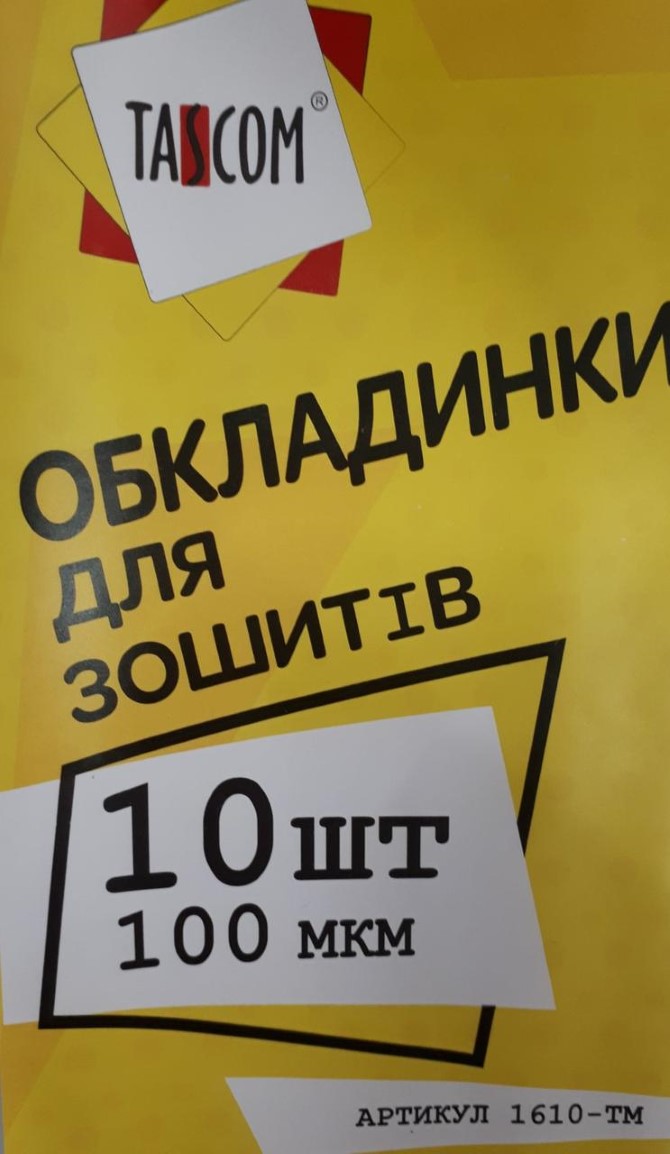 TASCOM ®
ОБКЛАДИНКИ
ДЛЯ
ЗОШИТІВ
10 ШТ
100 МКМ
АРТИКУЛ 1610-ТМ